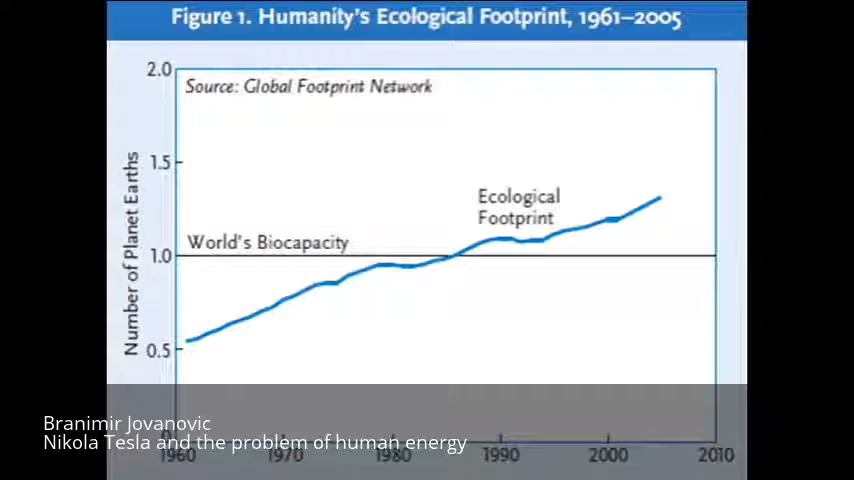 Figure 1. Humanity's Ecological Footprint, 1961–2005
2.0
Source: Global Footprint Network
1.5
Ecological
Footprint
World's Biocapacity
1.0
Number of Planet Earths
0.5
0
Branimir Jovanovic
Nikola Tesla and the problem of human energy
1960 1970 1980 1990 2000 2010